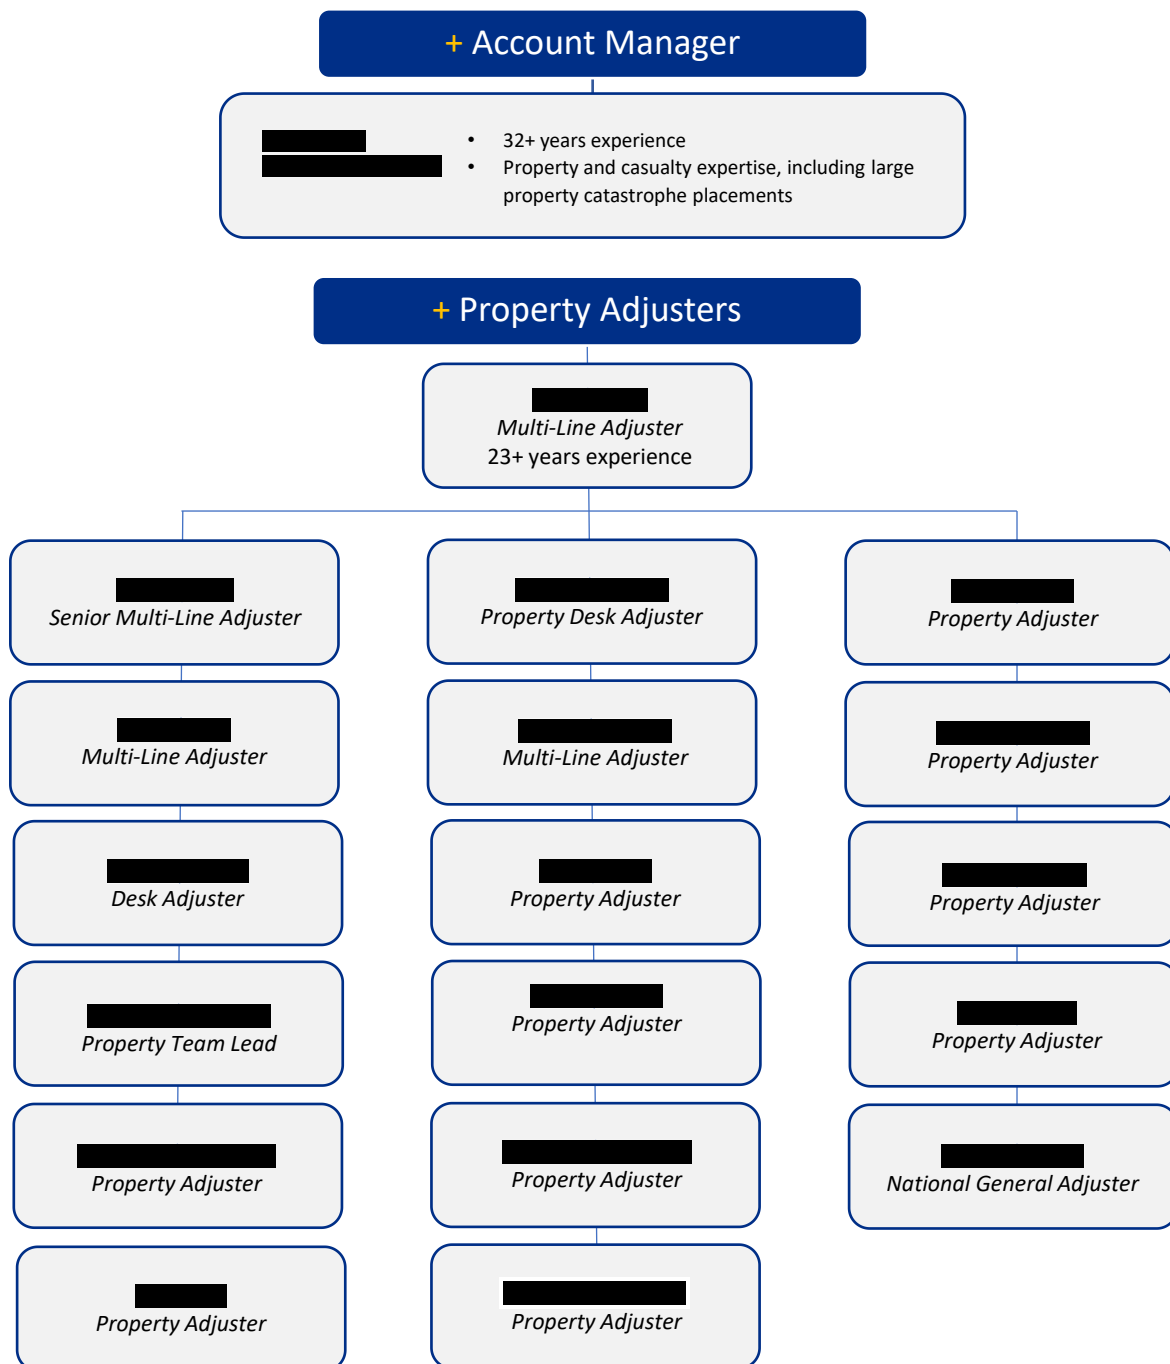 + Account Manager
• 32+ years experience
• Property and casualty expertise, including large
property catastrophe placements
+ Property Adjusters
Multi-Line Adjuster
23+ years experience
Senior Multi-Line Adjuster
Property Desk Adjuster
Property Adjuster
Multi-Line Adjuster
Multi-Line Adjuster
Property Adjuster
Desk Adjuster
Property Adjuster
Property Adjuster
Property Team Lead
Property Adjuster
Property Adjuster
Property Adjuster
Property Adjuster
National General Adjuster
Property Adjuster
Property Adjuster